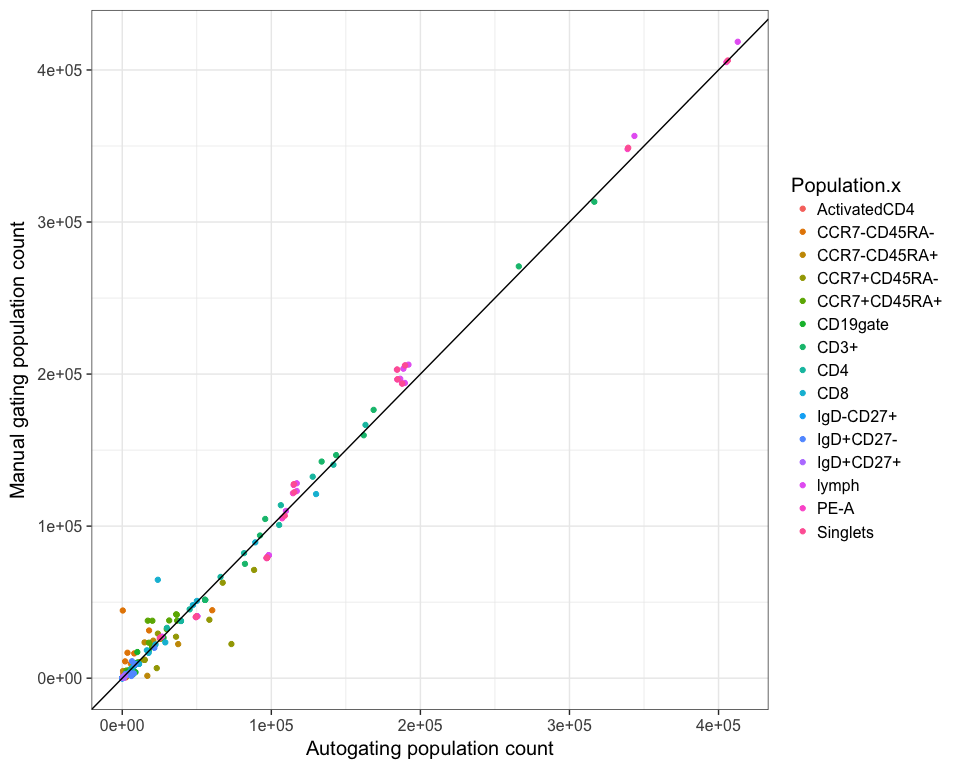 4e+05
3e+05
2e+05
1e+05
0e+00
Manual gating population count
0e+00 1e+05 2e+05 3e+05 4e+05
Autogating population count
Population.x
ActivatedCD4
CCR7-CD45RA-
CCR7-CD45RA+
CCR7+CD45RA-
CCR7+CD45RA+
CD19gate
CD3+
CD4
CD8
IgD-CD27+
IgD+CD27-
IgD+CD27+
lymph
PE-A
Singlets